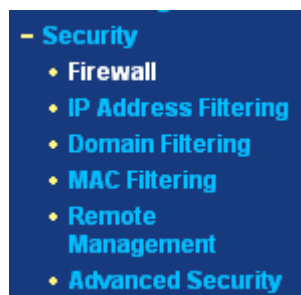 – Security
• Firewall
• IP Address Filtering
• Domain Filtering
• MAC Filtering
• Remote
Management
• Advanced Security